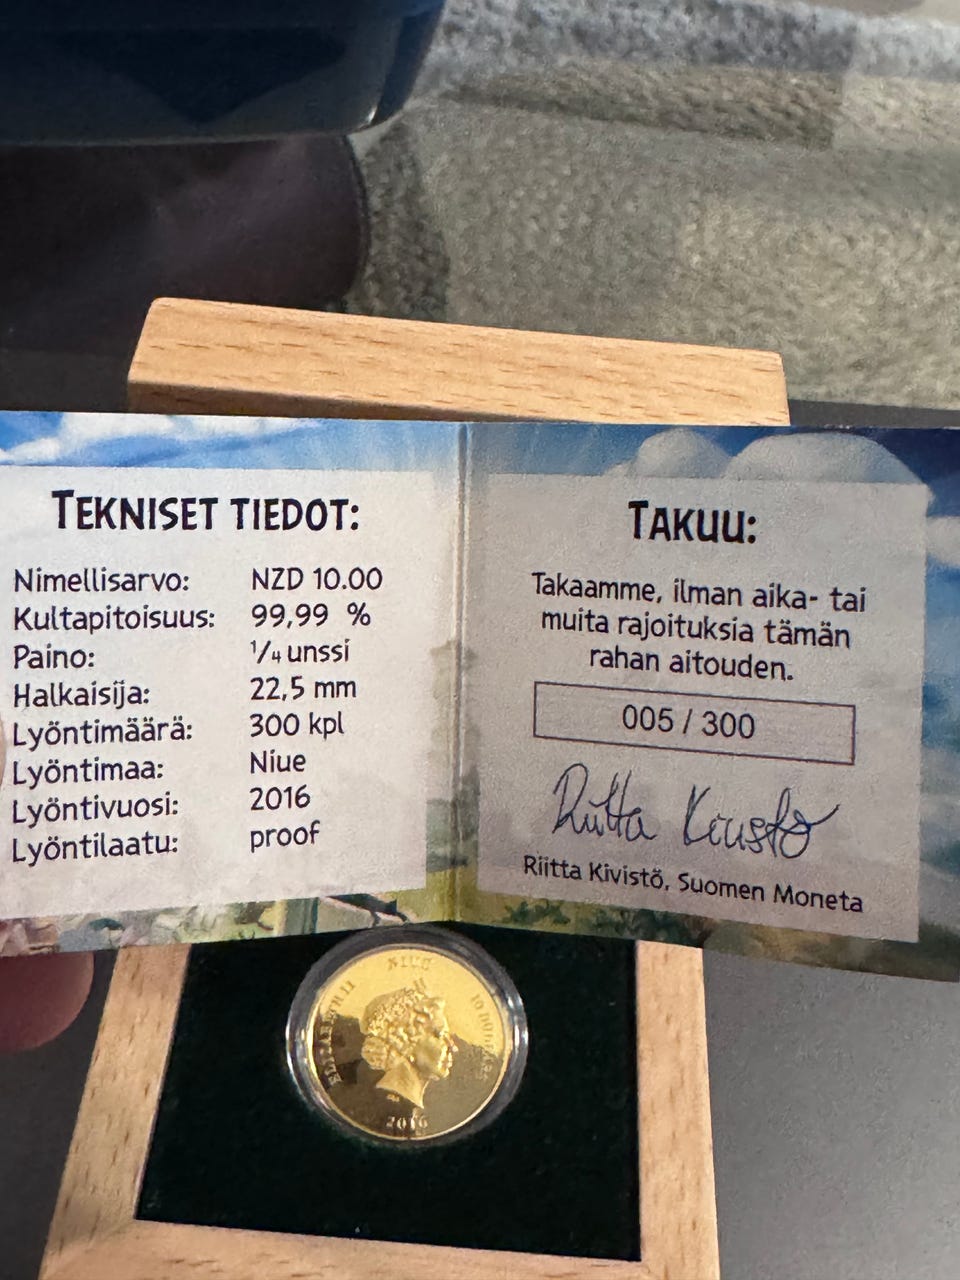 TEKNISET TIEDOT:
Nimellisarvo: NZD 10.00
Kultapitoisuus: 99,99 %
Paino: 1/4 unssi
Halkaisija: 22,5 mm
Lyöntimäärä: 300 kpl
Lyöntimaa: Niue
Lyöntivuosi: 2016
Lyöntilaatu: proof
TAKUU:
Takaamme, ilman aika- tai
muita rajoituksia tämän
rahan aitouden.
005 / 300
Riitta Kivistö
Riitta Kivistö, Suomen Moneta
ELIZABETH II NIUE 10 DOLLARS
2016